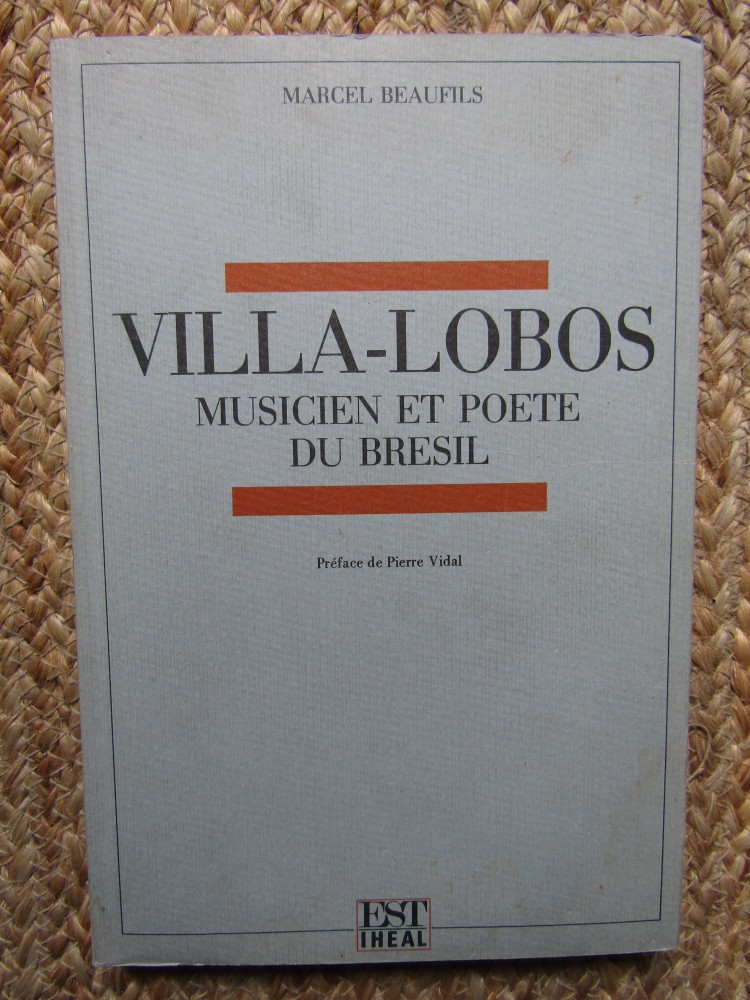 MARCEL BEAUFILS
VILLA-LOBOS
MUSICIEN ET POETE
DU BRESIL
Préface de Pierre Vidal
EST
IHEAL